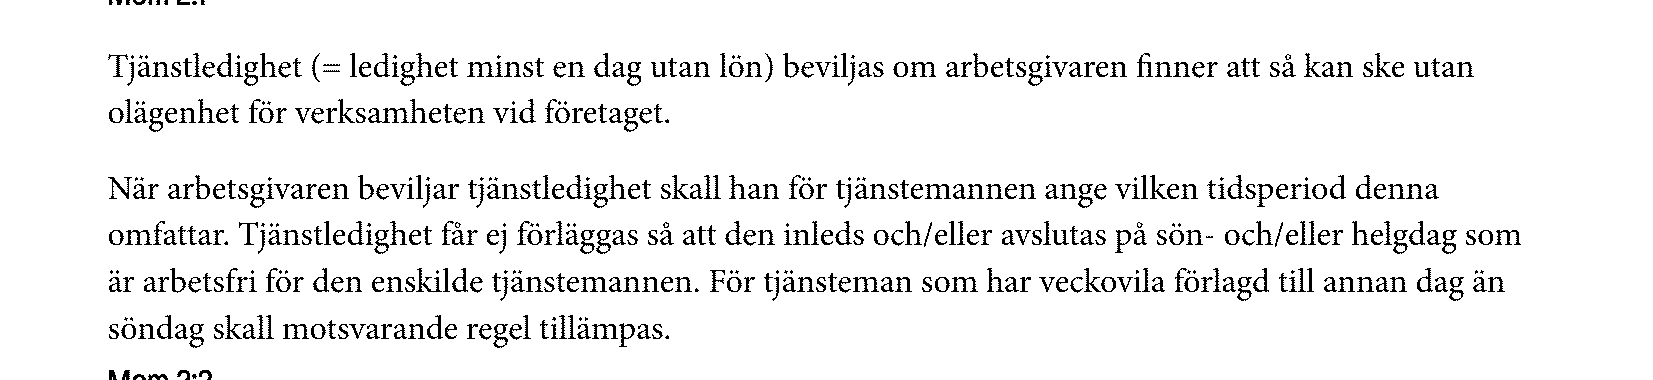 Tjänstledighet (= ledighet minst en dag utan lön) beviljas om arbetsgivaren finner att så kan ske utan
olägenhet för verksamheten vid företaget.
När arbetsgivaren beviljar tjänstledighet skall han för tjänstemannen ange vilken tidsperiod denna
omfattar. Tjänstledighet får ej förläggas så att den inleds och/eller avslutas på sön- och/eller helgdag som
är arbetsfri för den enskilde tjänstemannen. För tjänsteman som har veckovila förlagd till annan dag än
söndag skall motsvarande regel tillämpas.
Mom 2:2